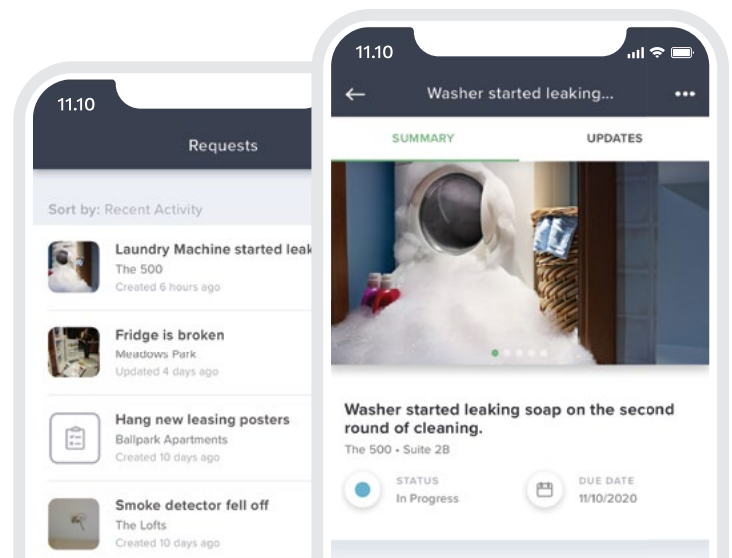 11.10
Requests
Sort by: Recent Activity
Laundry Machine started leak
The 500
Created 6 hours ago
Fridge is broken
Meadows Park
Updated 4 days ago
Hang new leasing posters
Ballpark Apartments
Created 10 days ago
Smoke detector fell off
The Lofts
Created 10 days ago
11.10
Washer started leaking...
SUMMARY
UPDATES
Washer started leaking soap on the second
round of cleaning.
The 500 • Suite 2B
STATUS
In Progress
DUE DATE
11/10/2020